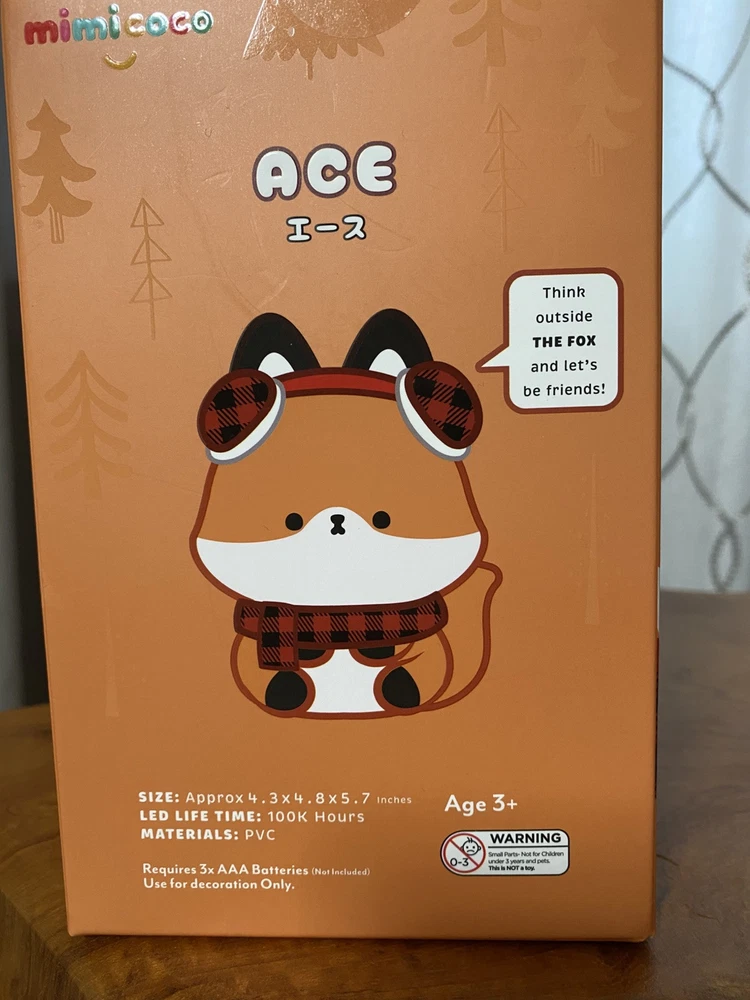 mimicoco
ACE
エース
Think
outside
THE FOX
and let's
be friends!
SIZE: Approx 4.3x4.8x5.7 Inches
LED LIFE TIME: 100K Hours
MATERIALS: PVC
Requires 3x AAA Batteries (Not Included)
Use for decoration Only.
Age 3+
0-3
WARNING
Small Parts- Not for Children
under 3 years and pets.
This is NOT a toy.